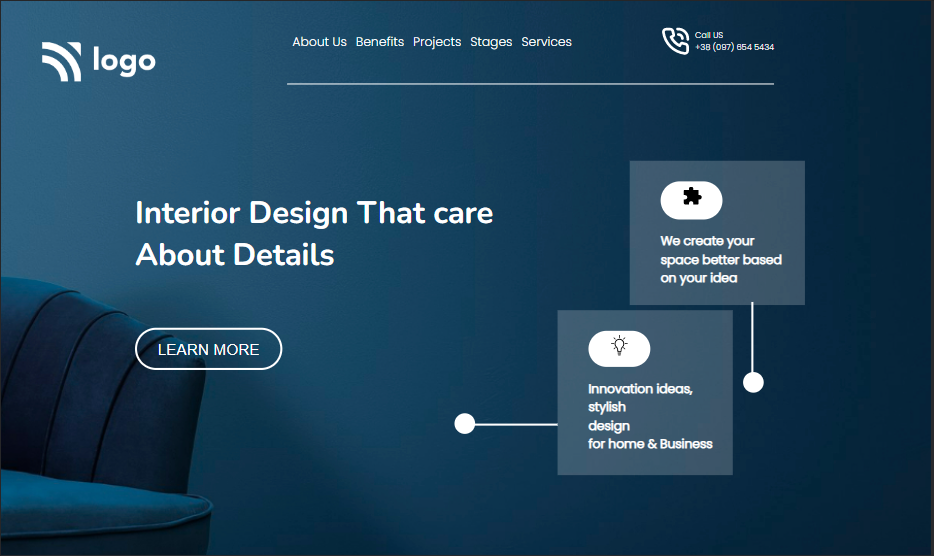 logo
About Us Benefits Projects Stages Services
Call US
+38 (097) 654 5434
Interior Design That care
About Details
LEARN MORE
We create your
space better based
on your idea
Innovation ideas,
stylish
design
for home & Business